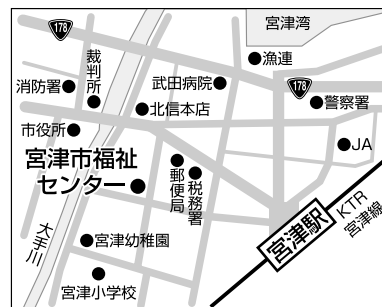 宮津湾
178
裁判所
漁連
消防署
武田病院
178
北信本店
警察署
市役所
JA
宮津市福祉
センター
郵便局
税務署
宮津駅
KTR
宮津線
大手川
宮津幼稚園
宮津小学校